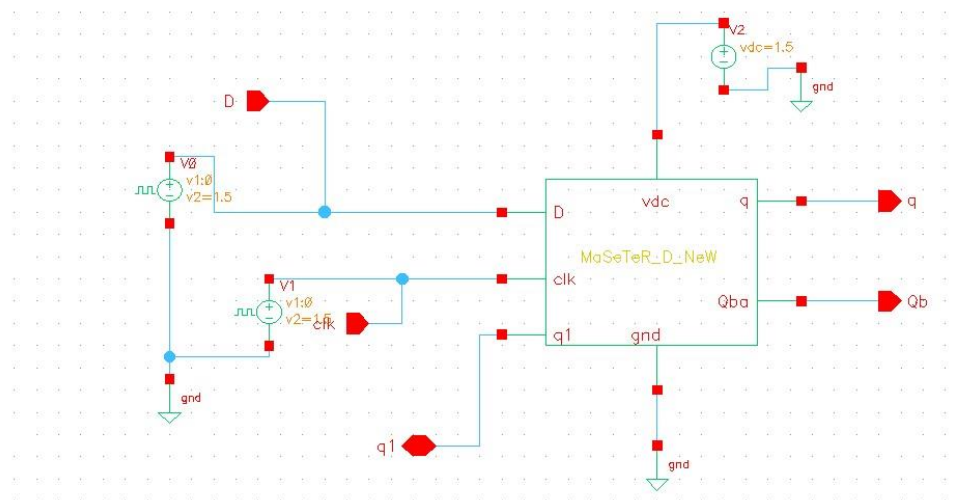 V2
vdc=1.5
gnd
D
V0
v1:0
v2=1.5
vdc
q
q
D
MaSeTeR_D_NeW
V1
v1:0
v2=1.5
clk
clk
Qba
Qb
q1
gnd
gnd
q1
gnd